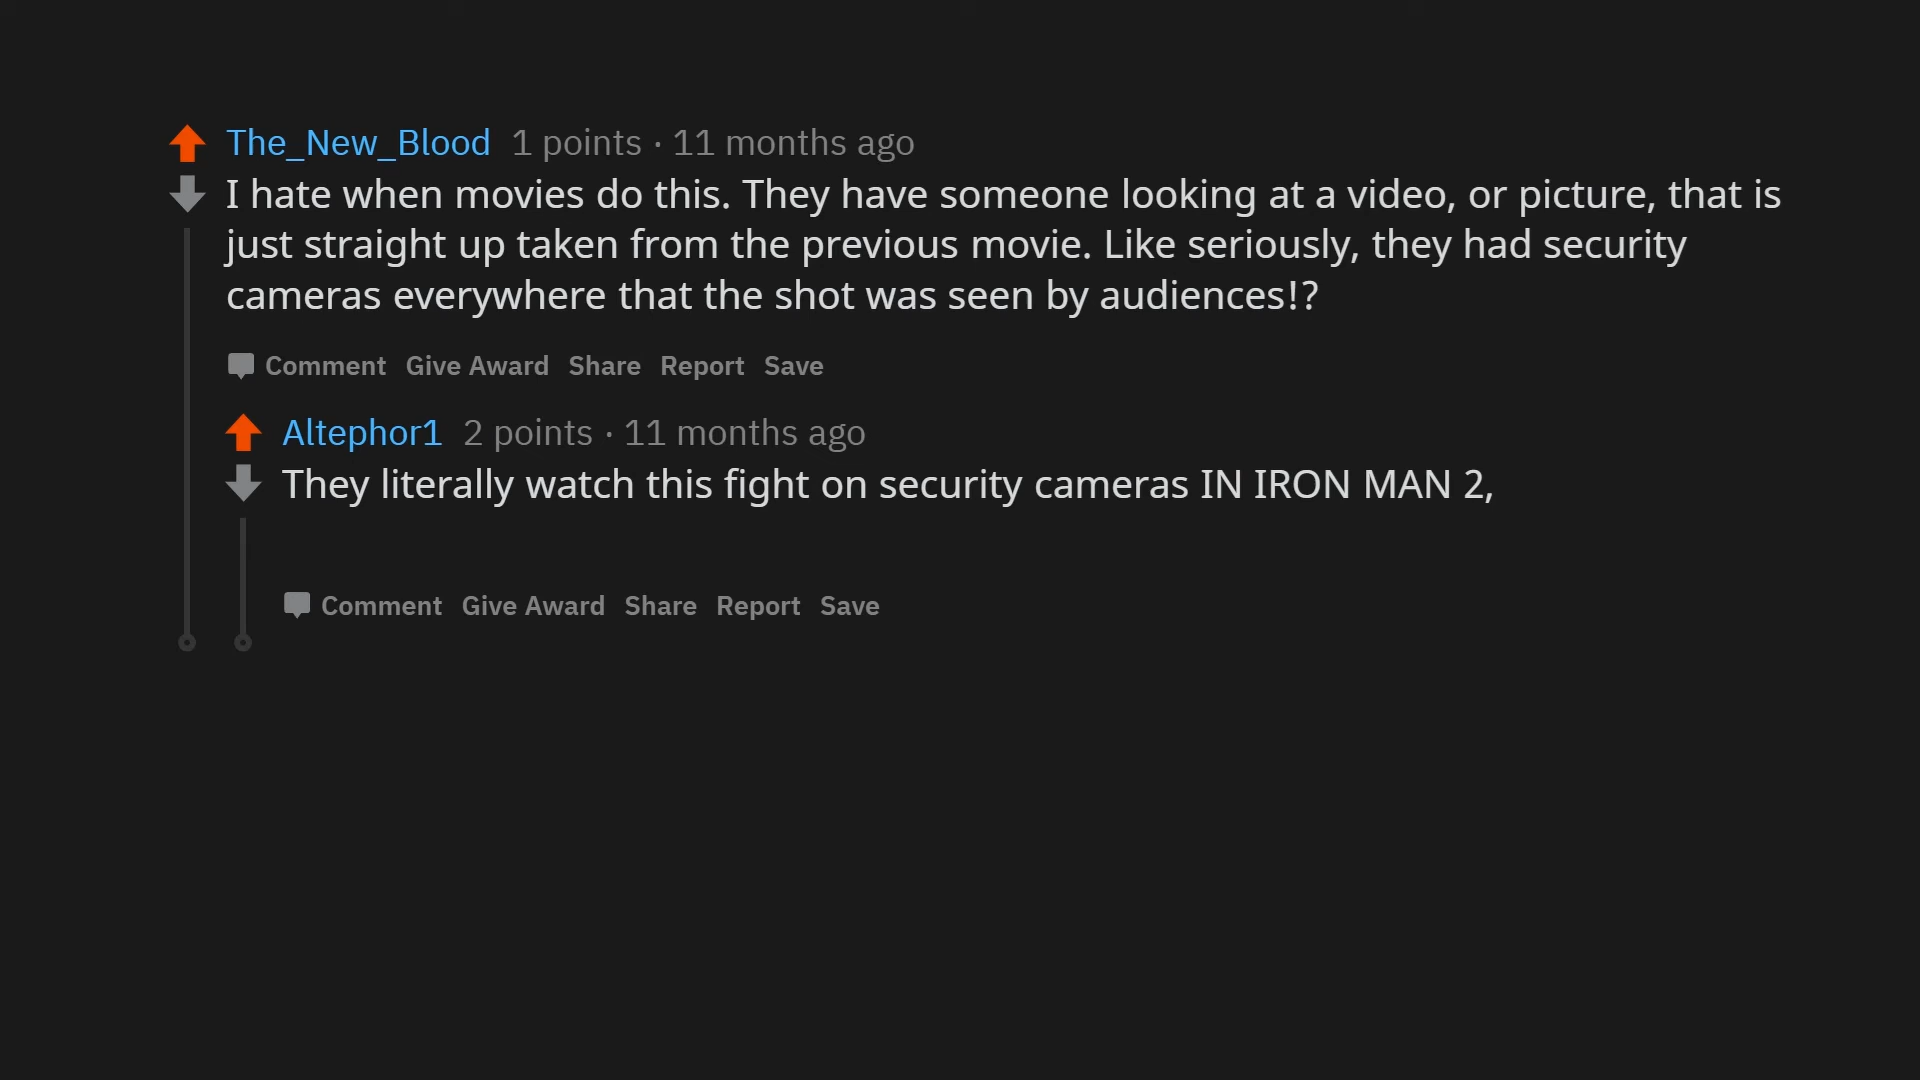 The_New_Blood 1 points · 11 months ago
I hate when movies do this. They have someone looking at a video, or picture, that is
just straight up taken from the previous movie. Like seriously, they had security
cameras everywhere that the shot was seen by audiences!?
Comment Give Award Share Report Save
Altephor1 2 points · 11 months ago
They literally watch this fight on security cameras IN IRON MAN 2,
Comment Give Award Share Report Save